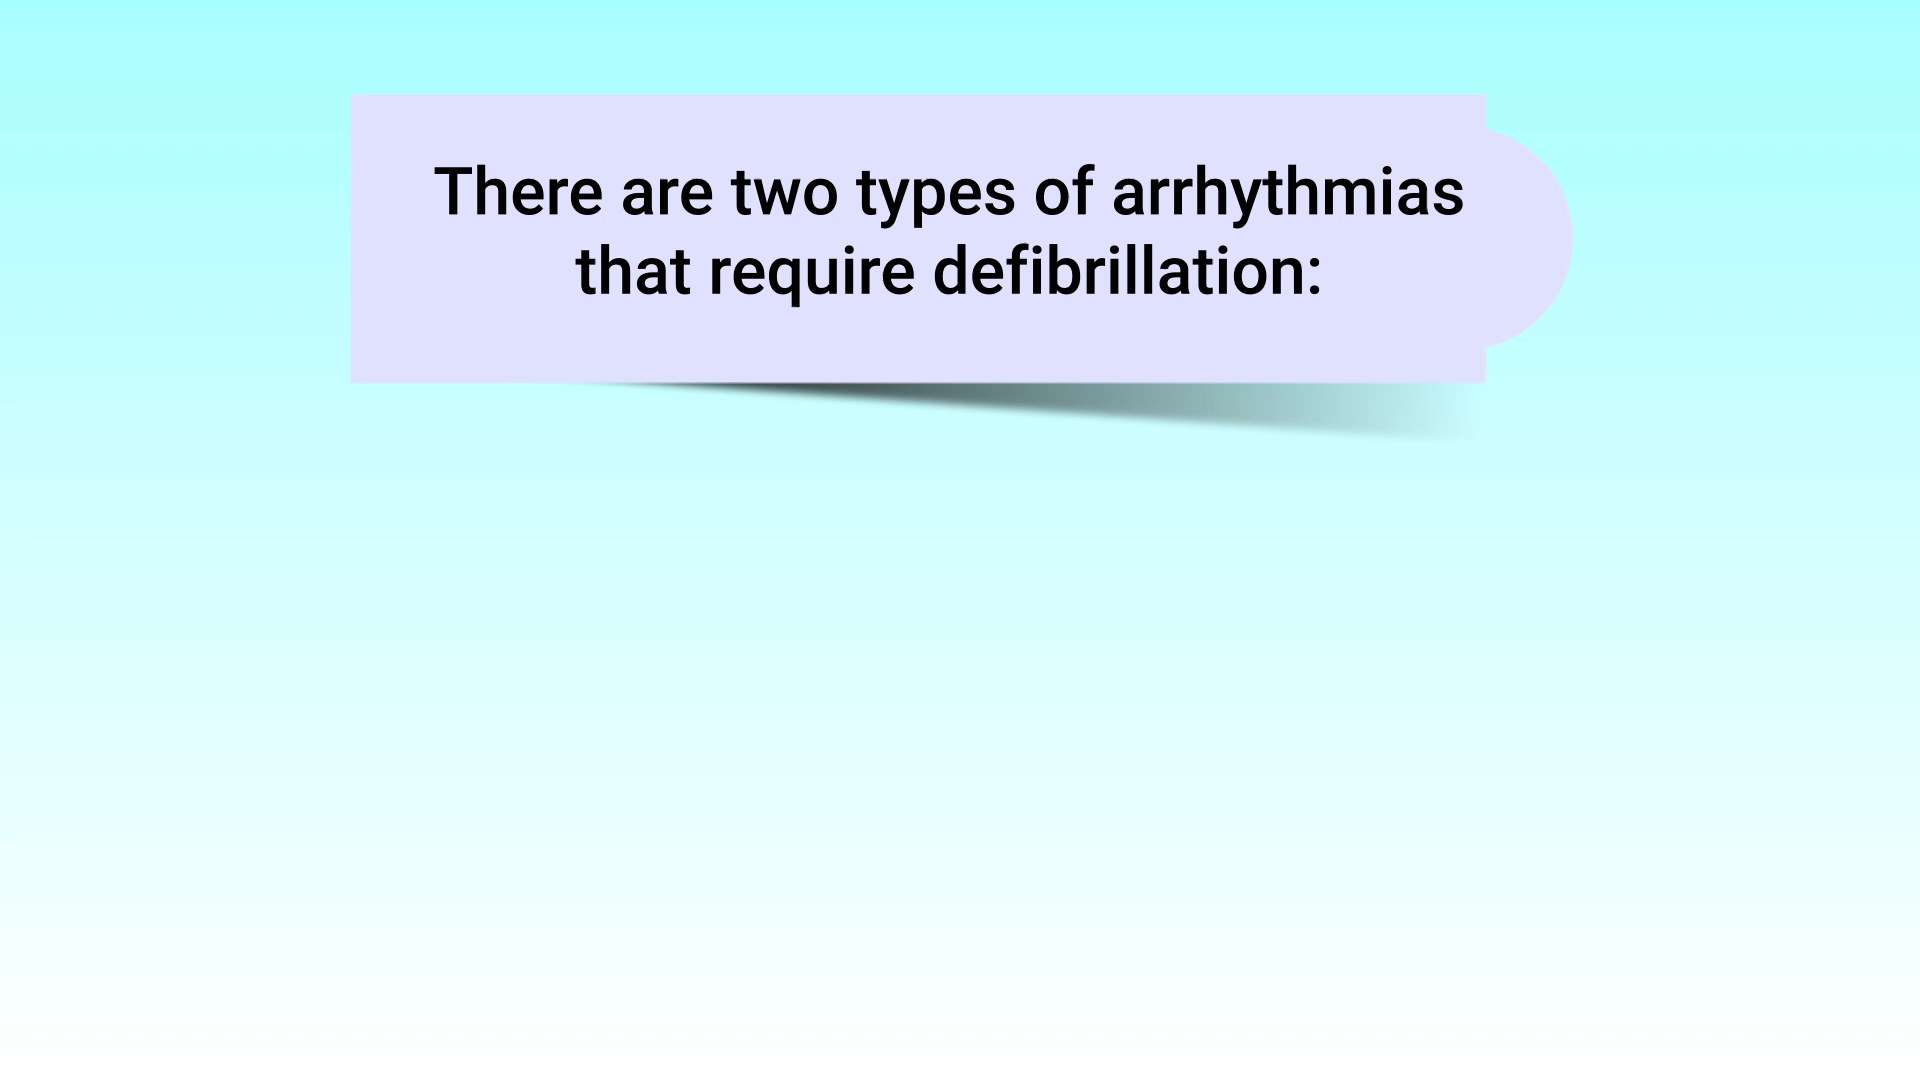 There are two types of arrhythmias
that require defibrillation: